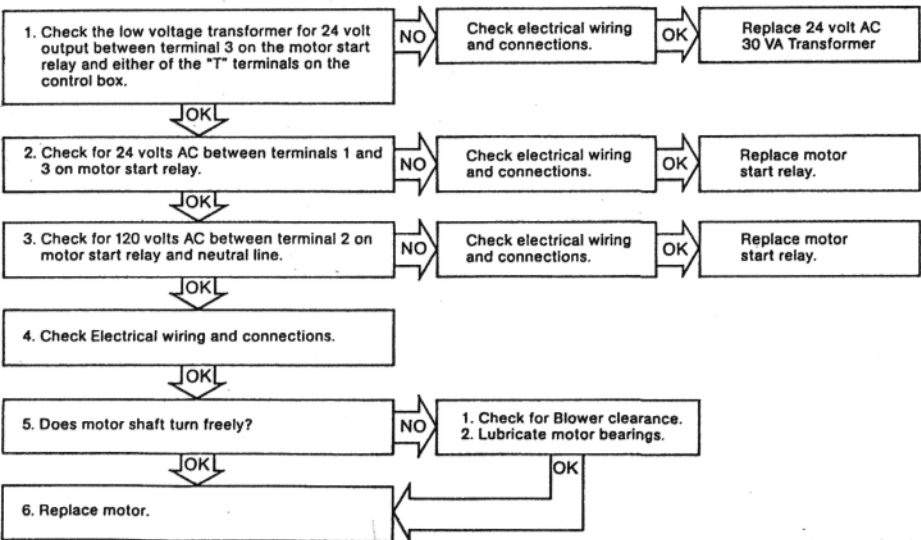 1. Check the low voltage transformer for 24 volt
output between terminal 3 on the motor start
relay and either of the "T" terminals on the
control box.
NO
Check electrical wiring
and connections.
OK
Replace 24 volt AC
30 VA Transformer
OK
2. Check for 24 volts AC between terminals 1 and
3 on motor start relay.
NO
Check electrical wiring
and connections.
OK
Replace motor
start relay.
OK
3. Check for 120 volts AC between terminal 2 on
motor start relay and neutral line.
NO
Check electrical wiring
and connections.
OK
Replace motor
start relay.
OK
4. Check Electrical wiring and connections.
OK
5. Does motor shaft turn freely?
NO
1. Check for Blower clearance.
2. Lubricate motor bearings.
OK
OK
6. Replace motor.